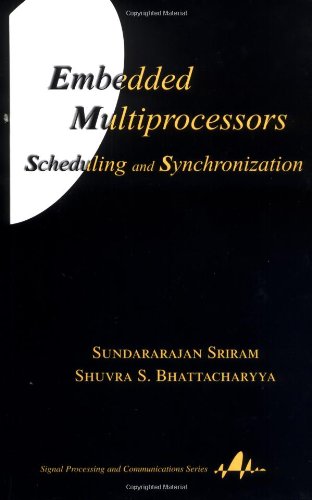 Embedded
Multiprocessors
Scheduling and Synchronization
SUNDARARAJAN SRIRAM
SHUVRA S. BHATTACHARYYA
Signal Processing and Communications Series